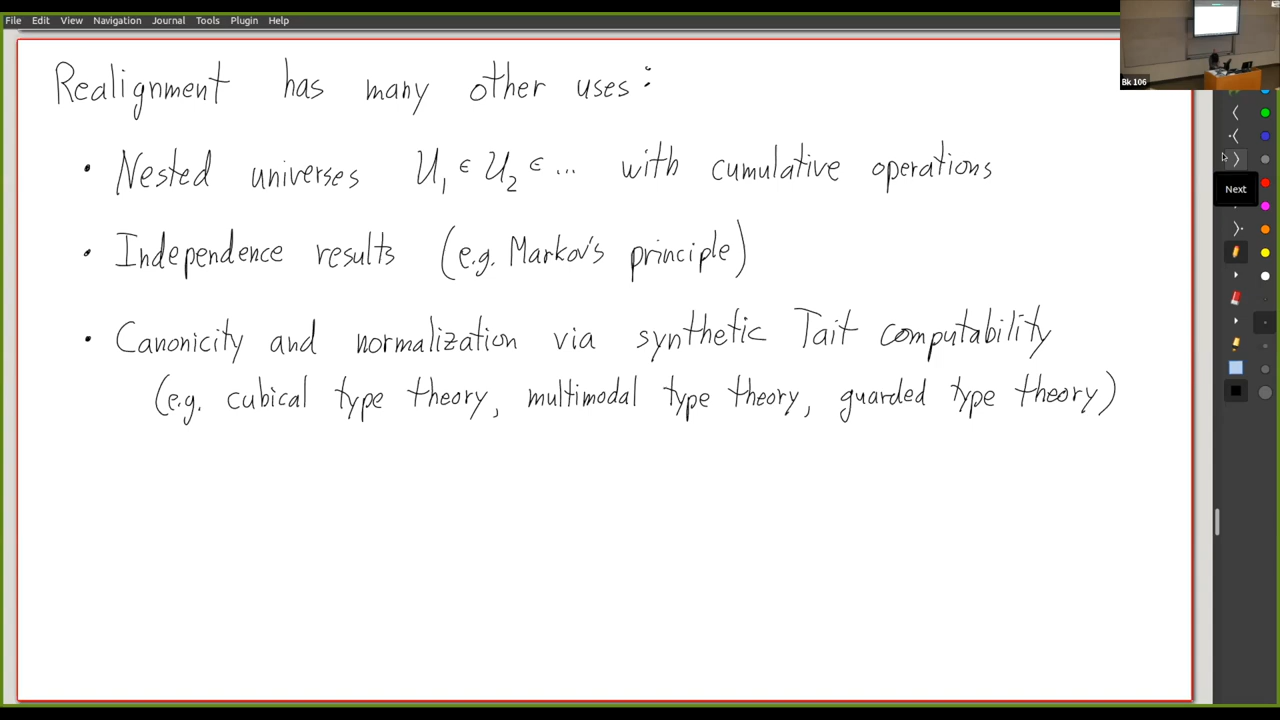 File Edit View Navigation Journal Tools Plugin Help
Realignment has many other uses:
• Nested universes U₁ ∈ U₂ ∈ ... with cumulative operations
• Independence results (e.g. Markov's principle)
• Canonicity and normalization via synthetic Tait computability
(e.g. cubical type theory, multimodal type theory, guarded type theory)
Bk 106
Next